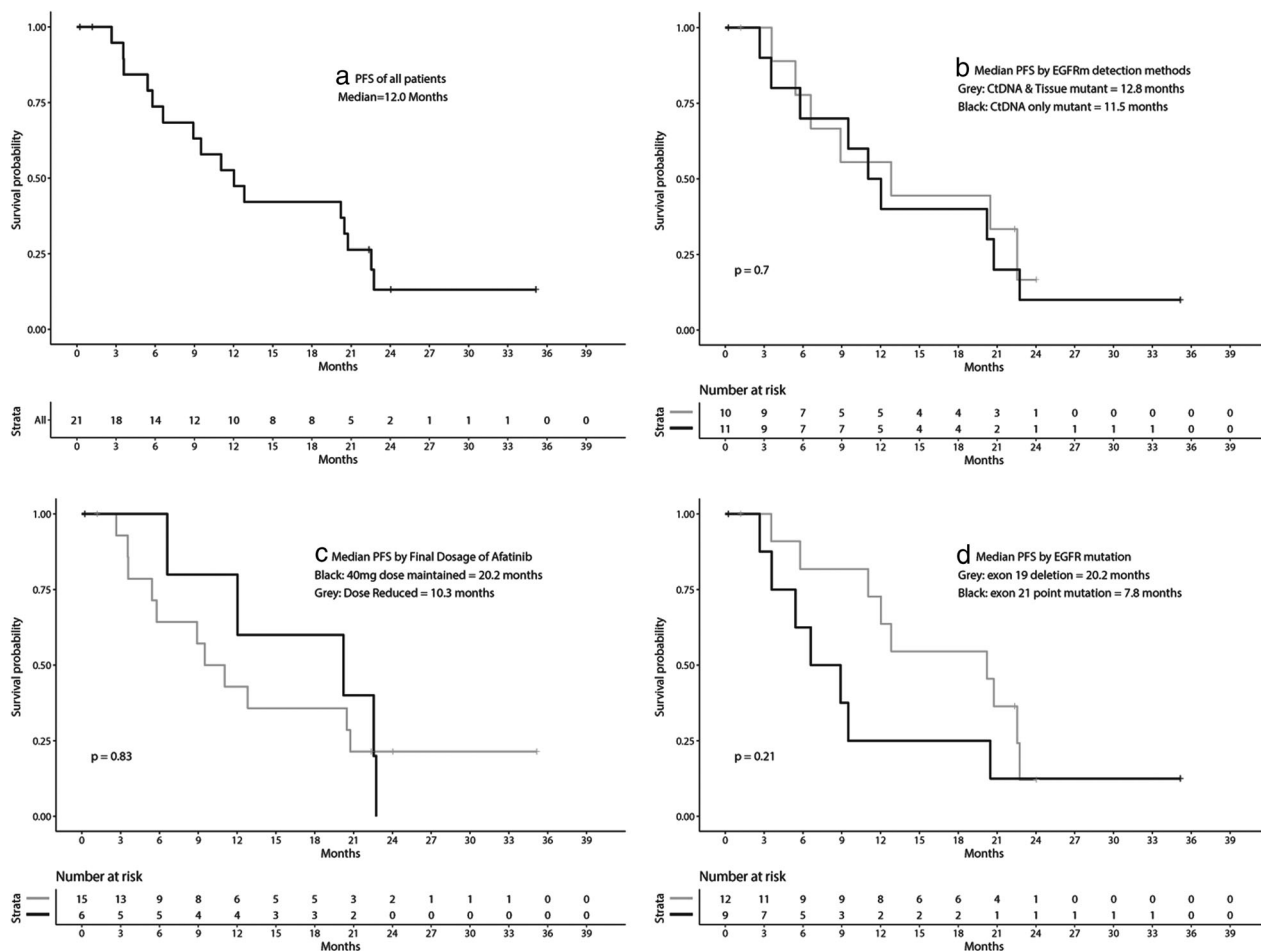 a PFS of all patients
Median=12.0 Months
Survival probability
1.00
0.75
0.50
0.25
0.00
0 3 6 9 12 15 18 21 24 27 30 33 36 39
Months
Strata
All 21 18 14 12 10 8 8 5 2 1 1 1 0 0
0 3 6 9 12 15 18 21 24 27 30 33 36 39
Months
b Median PFS by EGFRm detection methods
Grey: CtDNA & Tissue mutant = 12.8 months
Black: CtDNA only mutant = 11.5 months
Survival probability
1.00
0.75
0.50
0.25
0.00
p = 0.7
0 3 6 9 12 15 18 21 24 27 30 33 36 39
Months
Number at risk
Strata
10 9 7 5 5 4 4 3 1 0 0 0 0 0
11 9 7 7 5 4 4 2 1 1 1 1 0 0
0 3 6 9 12 15 18 21 24 27 30 33 36 39
Months
c Median PFS by Final Dosage of Afatinib
Black: 40mg dose maintained = 20.2 months
Grey: Dose Reduced = 10.3 months
Survival probability
1.00
0.75
0.50
0.25
0.00
p = 0.83
0 3 6 9 12 15 18 21 24 27 30 33 36 39
Months
Number at risk
Strata
15 13 9 8 6 5 5 3 2 1 1 1 0 0
6 5 5 4 4 3 3 2 0 0 0 0 0 0
0 3 6 9 12 15 18 21 24 27 30 33 36 39
Months
d Median PFS by EGFR mutation
Grey: exon 19 deletion = 20.2 months
Black: exon 21 point mutation = 7.8 months
Survival probability
1.00
0.75
0.50
0.25
0.00
p = 0.21
0 3 6 9 12 15 18 21 24 27 30 33 36 39
Months
Number at risk
Strata
12 11 9 9 8 6 6 4 1 0 0 0 0 0
9 7 5 3 2 2 2 1 1 1 1 1 0 0
0 3 6 9 12 15 18 21 24 27 30 33 36 39
Months